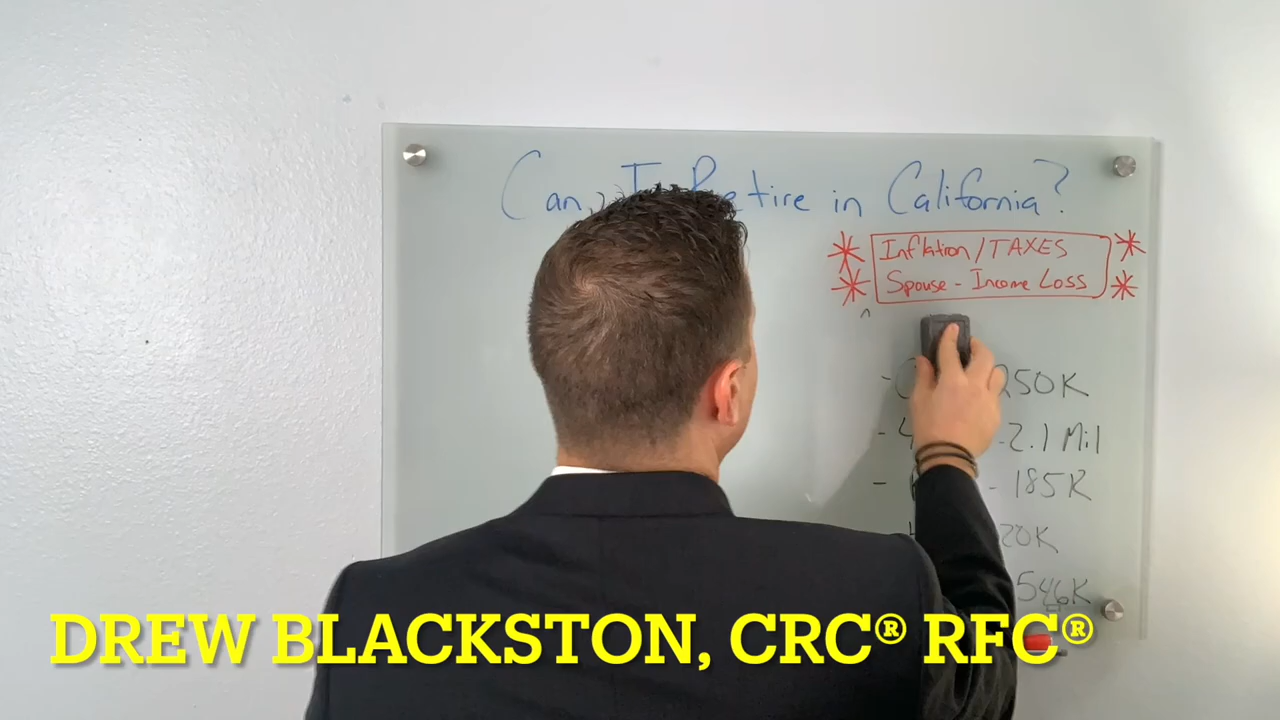 Can I Retire in California?
Inflation/TAXES
Spouse - Income Loss
250K
- 4 - 2.1 Mil
- 185K
20K
546K
DREW BLACKSTON, CRC® RFC®